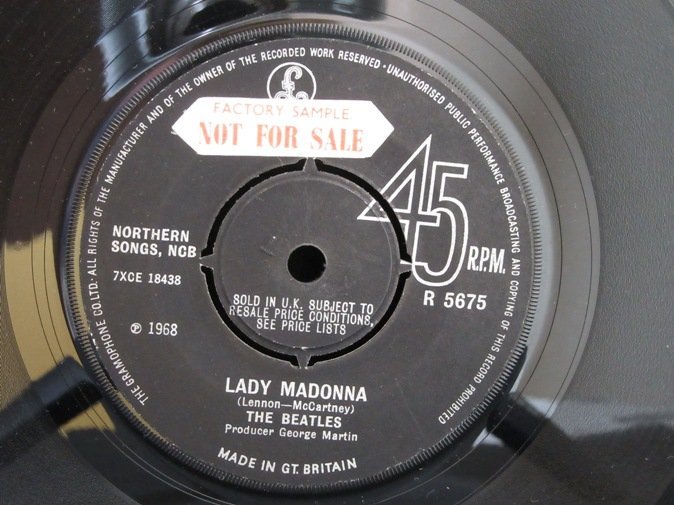 THE GRAMOPHONE CO. LTD. · ALL RIGHTS OF THE MANUFACTURER AND OF THE OWNER OF THE RECORDED WORK RESERVED · UNAUTHORISED PUBLIC PERFORMANCE BROADCASTING AND COPYING OF THIS RECORD PROHIBITED
£
FACTORY SAMPLE
NOT FOR SALE
45
R.P.M.
R 5675
NORTHERN
SONGS, NCB
7XCE 18438
℗ 1968
SOLD IN U.K. SUBJECT TO
RESALE PRICE CONDITIONS,
SEE PRICE LISTS
LADY MADONNA
(Lennon—McCartney)
THE BEATLES
Producer George Martin
MADE IN GT. BRITAIN